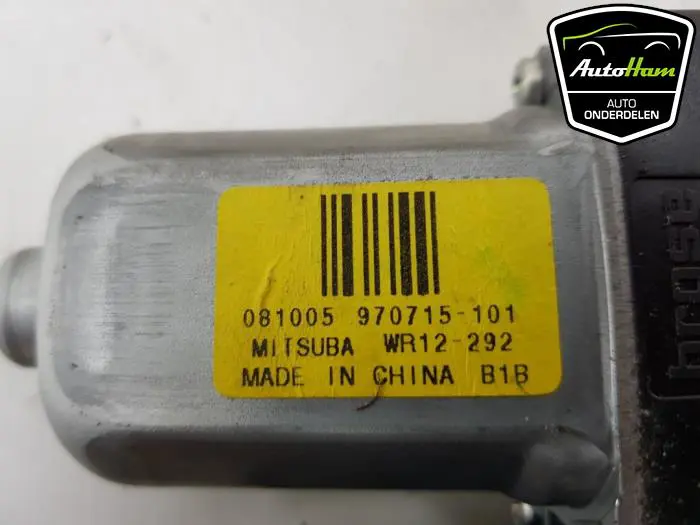 AutoHam
AUTO
ONDERDELEN
081005 970715-101
MITSUBA WR12-292
MADE IN CHINA B1B
brose